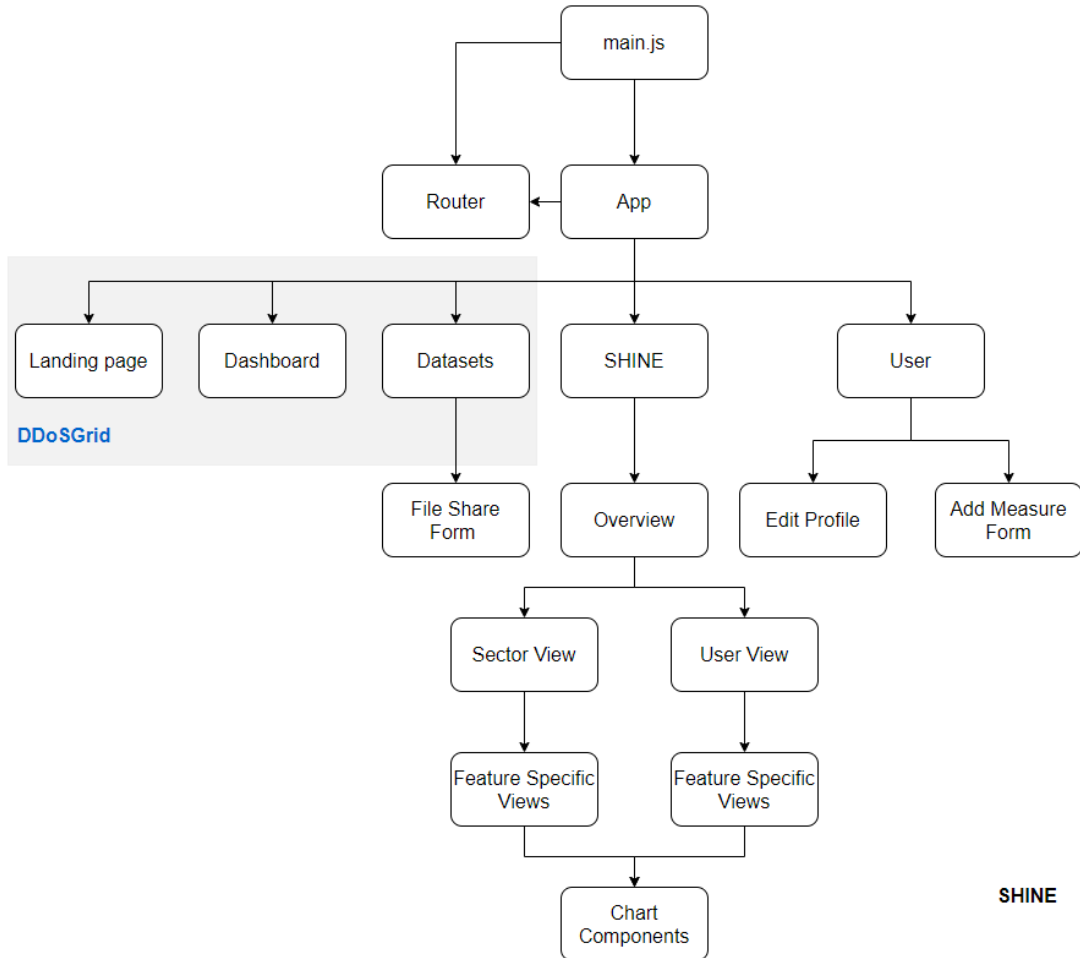 main.js
Router
App
Landing page
Dashboard
Datasets
SHINE
User
DDoSGrid
File Share
Form
Overview
Edit Profile
Add Measure
Form
Sector View
User View
Feature Specific
Views
Feature Specific
Views
SHINE
Chart
Components